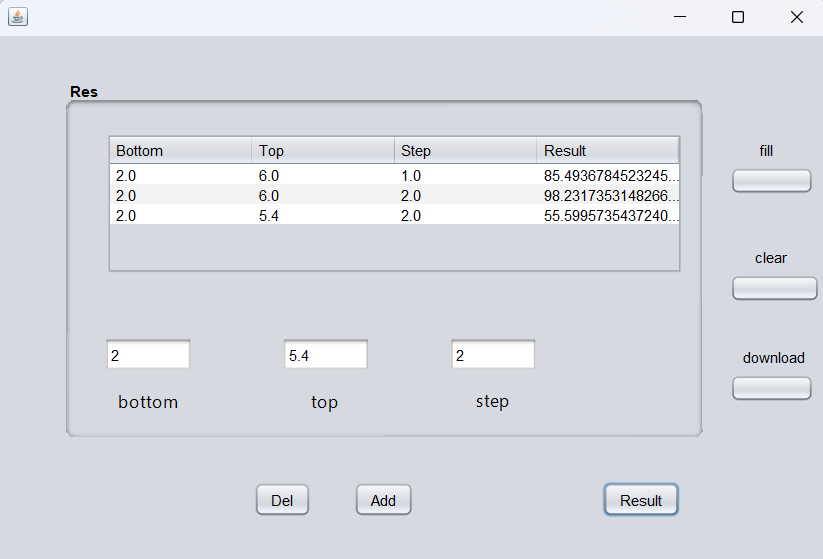 Res
Bottom Top Step Result
2.0 6.0 1.0 85.4936784523245...
2.0 6.0 2.0 98.2317353148266...
2.0 5.4 2.0 55.5995735437240...
2 5.4 2
bottom top step
fill
clear
download
Del Add Result